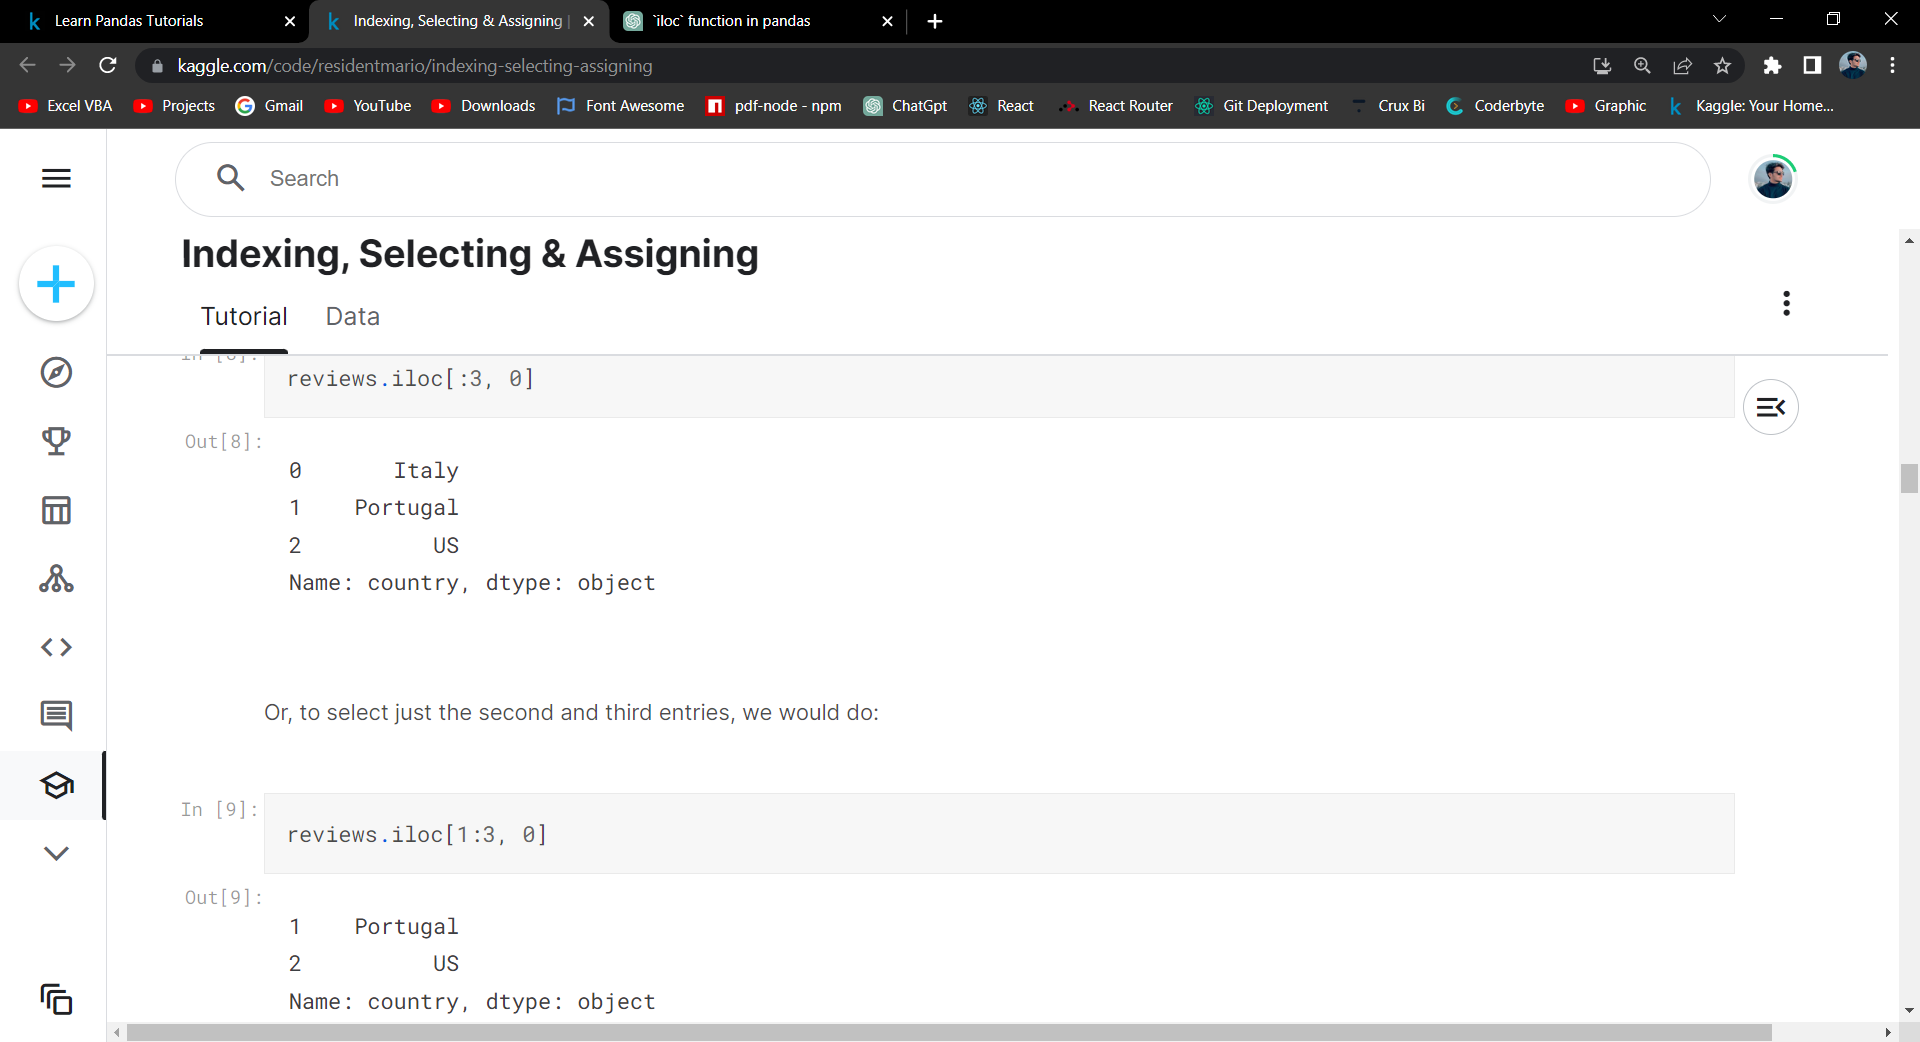 Learn Pandas Tutorials
Indexing, Selecting & Assigning |
`iloc` function in pandas
kaggle.com/code/residentmario/indexing-selecting-assigning
Excel VBA Projects Gmail YouTube Downloads Font Awesome pdf-node - npm ChatGpt React React Router Git Deployment Crux Bi Coderbyte Graphic Kaggle: Your Home...
Search
Indexing, Selecting & Assigning
Tutorial Data
In [8]:
reviews.iloc[:3, 0]
Out[8]:
0 Italy
1 Portugal
2 US
Name: country, dtype: object
Or, to select just the second and third entries, we would do:
In [9]:
reviews.iloc[1:3, 0]
Out[9]:
1 Portugal
2 US
Name: country, dtype: object